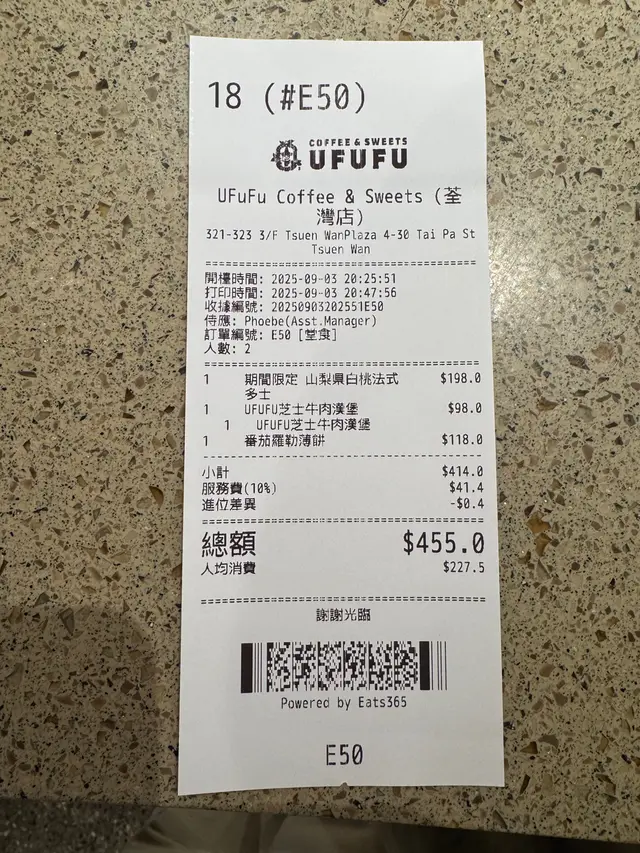 18 (#E50)
COFFEE & SWEETS
UFUFU
UFuFu Coffee & Sweets (荃
灣店)
321-323 3/F Tsuen WanPlaza 4-30 Tai Pa St
Tsuen Wan
開檯時間: 2025-09-03 20:25:51
打印時間: 2025-09-03 20:47:56
收據編號: 20250903202551E50
侍應: Phoebe(Asst.Manager)
訂單編號: E50 [堂食]
人數: 2
1 期間限定 山梨県白桃法式 $198.0
多士
1 UFUFU芝士牛肉漢堡 $98.0
1 UFUFU芝士牛肉漢堡
1 番茄羅勒薄餅 $118.0
小計 $414.0
服務費(10%) $41.4
進位差異 -$0.4
總額 $455.0
人均消費 $227.5
謝謝光臨
Powered by Eats365
E50